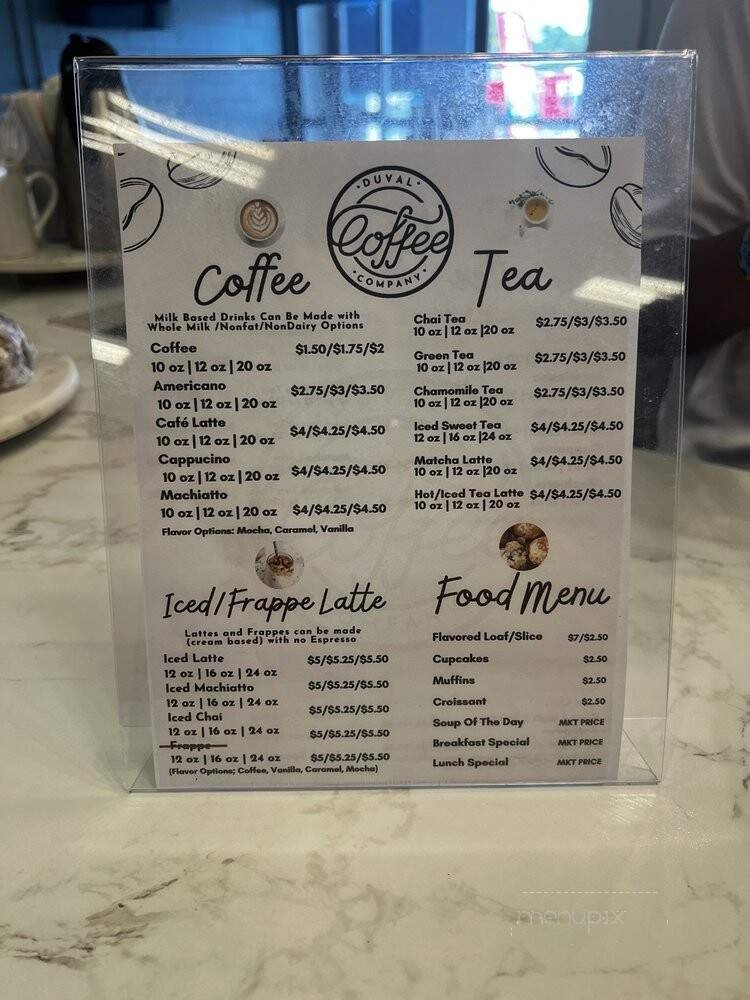 DUVAL
Coffee
COMPANY
Coffee
Milk Based Drinks Can Be Made with
Whole Milk /Nonfat/NonDairy Options
Coffee $1.50/$1.75/$2
10 oz | 12 oz | 20 oz
Americano $2.75/$3/$3.50
10 oz | 12 oz | 20 oz
Café Latte $4/$4.25/$4.50
10 oz | 12 oz | 20 oz
Cappucino $4/$4.25/$4.50
10 oz | 12 oz | 20 oz
Machiatto $4/$4.25/$4.50
10 oz | 12 oz | 20 oz
Flavor Options: Mocha, Caramel, Vanilla
Tea
Chai Tea $2.75/$3/$3.50
10 oz | 12 oz |20 oz
Green Tea $2.75/$3/$3.50
10 oz | 12 oz |20 oz
Chamomile Tea $2.75/$3/$3.50
10 oz | 12 oz |20 oz
Iced Sweet Tea $4/$4.25/$4.50
12 oz | 16 oz |24 oz
Matcha Latte $4/$4.25/$4.50
10 oz | 12 oz |20 oz
Hot/Iced Tea Latte $4/$4.25/$4.50
10 oz | 12 oz | 20 oz
Iced/Frappe Latte
Lattes and Frappes can be made
(cream based) with no Espresso
Iced Latte $5/$5.25/$5.50
12 oz | 16 oz | 24 oz
Iced Machiatto $5/$5.25/$5.50
12 oz | 16 oz | 24 oz
Iced Chai $5/$5.25/$5.50
12 oz | 16 oz | 24 oz $5/$5.25/$5.50
Frappe
12 oz | 16 oz | 24 oz $5/$5.25/$5.50
(Flavor Options; Coffee, Vanilla, Caramel, Mocha)
Food Menu
Flavored Loaf/Slice $7/$2.50
Cupcakes $2.50
Muffins $2.50
Croissant $2.50
Soup Of The Day MKT PRICE
Breakfast Special MKT PRICE
Lunch Special MKT PRICE
menupix